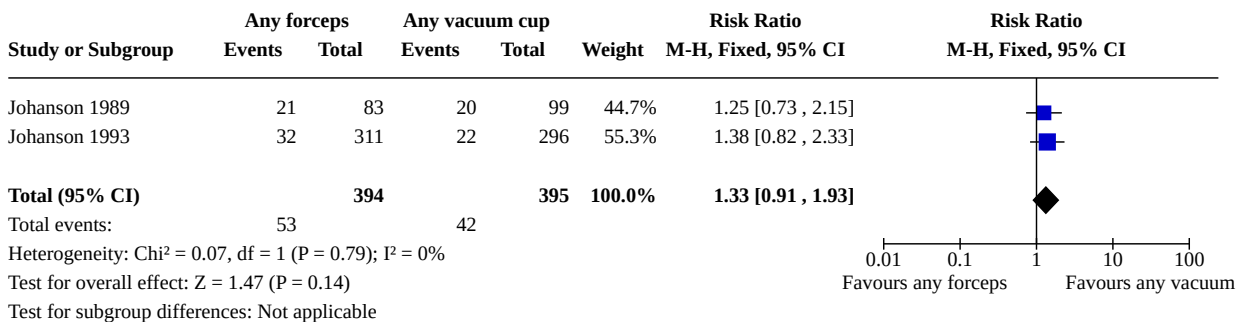 Any forceps Any vacuum cup Risk Ratio Risk Ratio
Study or Subgroup Events Total Events Total Weight M-H, Fixed, 95% CI M-H, Fixed, 95% CI
Johanson 1989 21 83 20 99 44.7% 1.25 [0.73 , 2.15]
Johanson 1993 32 311 22 296 55.3% 1.38 [0.82 , 2.33]
Total (95% CI) 394 395 100.0% 1.33 [0.91 , 1.93]
Total events: 53 42
Heterogeneity: Chi² = 0.07, df = 1 (P = 0.79); I² = 0%
0.01 0.1 1 10 100
Test for overall effect: Z = 1.47 (P = 0.14) Favours any forceps Favours any vacuum
Test for subgroup differences: Not applicable